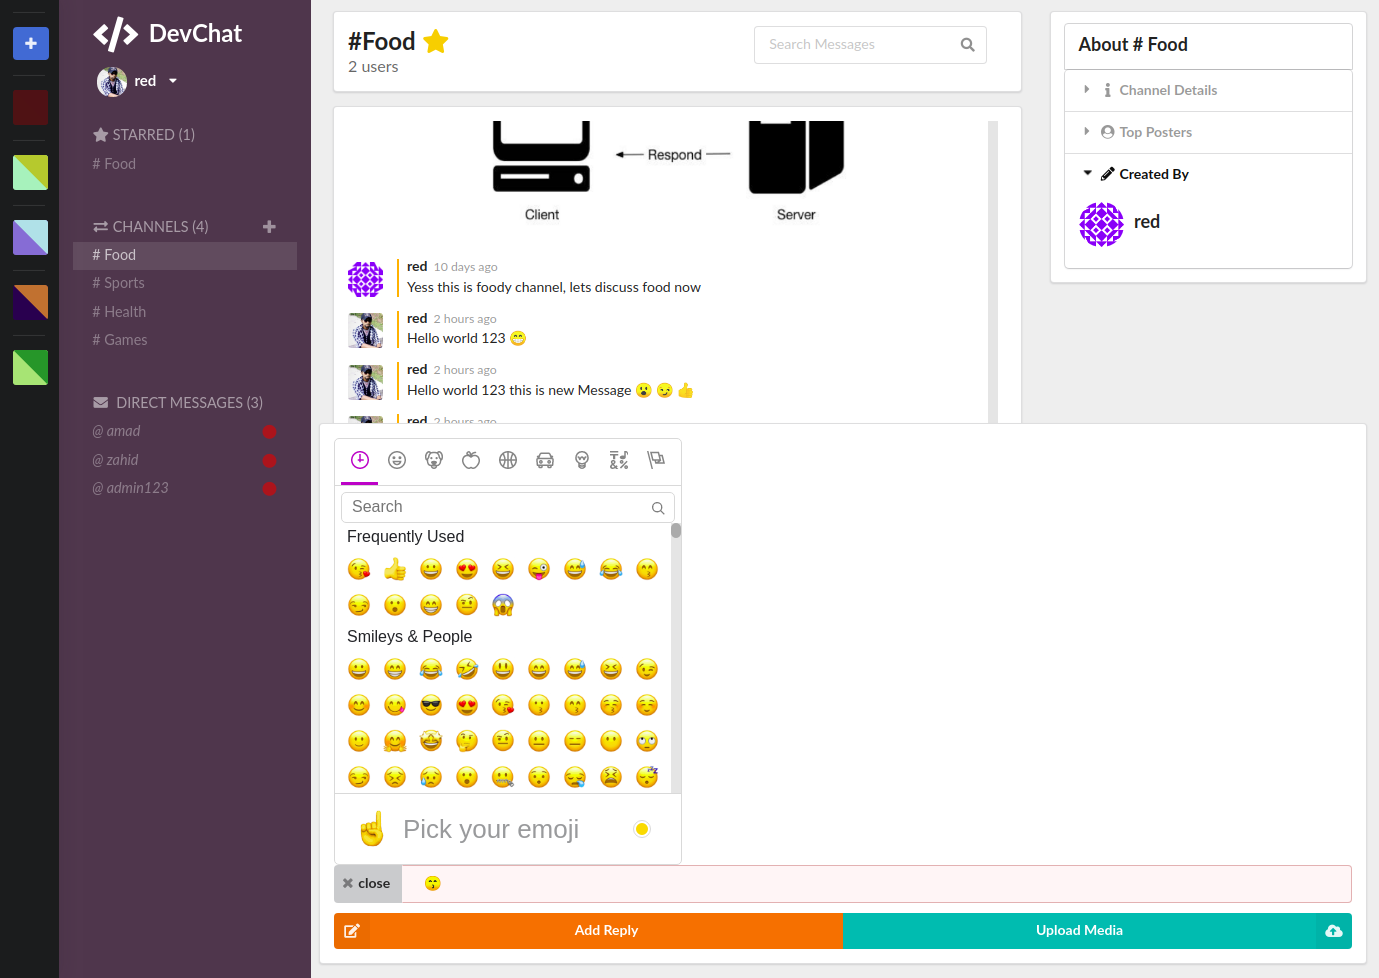 DevChat
red
STARRED (1)
# Food
CHANNELS (4)
# Food
# Sports
# Health
# Games
DIRECT MESSAGES (3)
@ amad
@ zahid
@ admin123
#Food
2 users
Search Messages
Respond
Client
Server
red 10 days ago
Yess this is foody channel, lets discuss food now
red 2 hours ago
Hello world 123 😁
red 2 hours ago
Hello world 123 this is new Message 😮 😏 👍
red 2 hours ago
Search
Frequently Used
Smileys & People
Pick your emoji
close
😙
Add Reply
Upload Media
About # Food
Channel Details
Top Posters
Created By
red